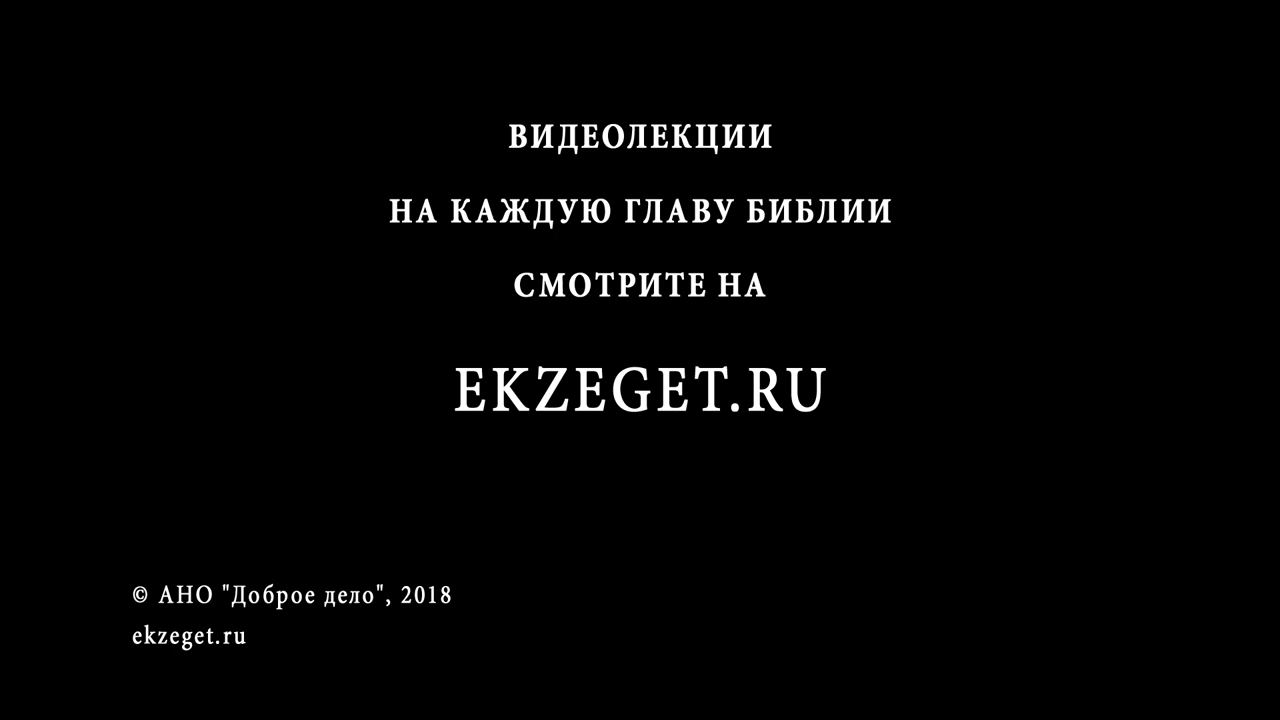 ВИДЕОЛЕКЦИИ
НА КАЖДУЮ ГЛАВУ БИБЛИИ
СМОТРИТЕ НА
EKZEGET.RU
© АНО "Доброе дело", 2018
ekzeget.ru